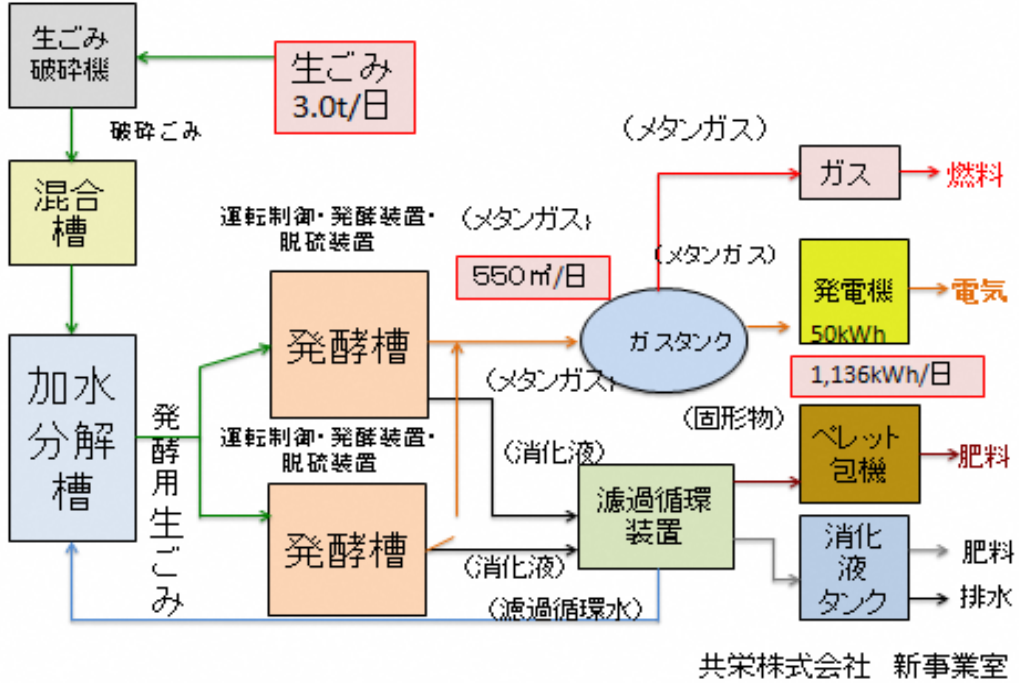 生ごみ
破砕機
生ごみ
3.0t/日
破砕ごみ
混合
槽
加水
分解
槽
発酵用生ごみ
運転制御・発酵装置・
脱硫装置
発酵槽
運転制御・発酵装置・
脱硫装置
発酵槽
(メタンガス)
550㎥/日
(メタンガス)
(メタンガス)
(メタンガス)
ガスタンク
ガス
燃料
発電機
50kWh
電気
1,136kWh/日
(固形物)
(消化液)
(消化液)
(濾過循環水)
濾過循環
装置
ペレット
包機
肥料
消化
液
タンク
肥料
排水
共栄株式会社 新事業室